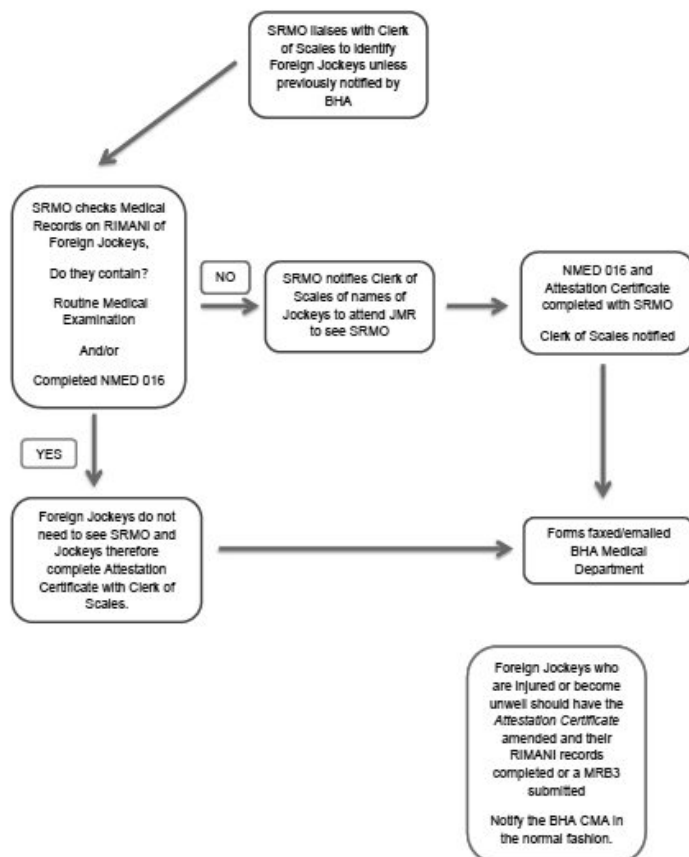 SRMO liaises with Clerk
of Scales to identify
Foreign Jockeys unless
previously notified by
BHA
SRMO checks Medical
Records on RIMANI of
Foreign Jockeys,
Do they contain?
Routine Medical
Examination
And/or
Completed NMED 016
NO
SRMO notifies Clerk of
Scales of names of
Jockeys to attend JMR
to see SRMO
NMED 016 and
Attestation Certificate
completed with SRMO
Clerk of Scales notified
YES
Foreign Jockeys do not
need to see SRMO and
Jockeys therefore
complete Attestation
Certificate with Clerk of
Scales.
Forms faxed/emailed
BHA Medical
Department
Foreign Jockeys who
are injured or become
unwell should have the
Attestation Certificate
amended and their
RIMANI records
completed or a MRB3
submitted
Notify the BHA CMA in
the normal fashion.